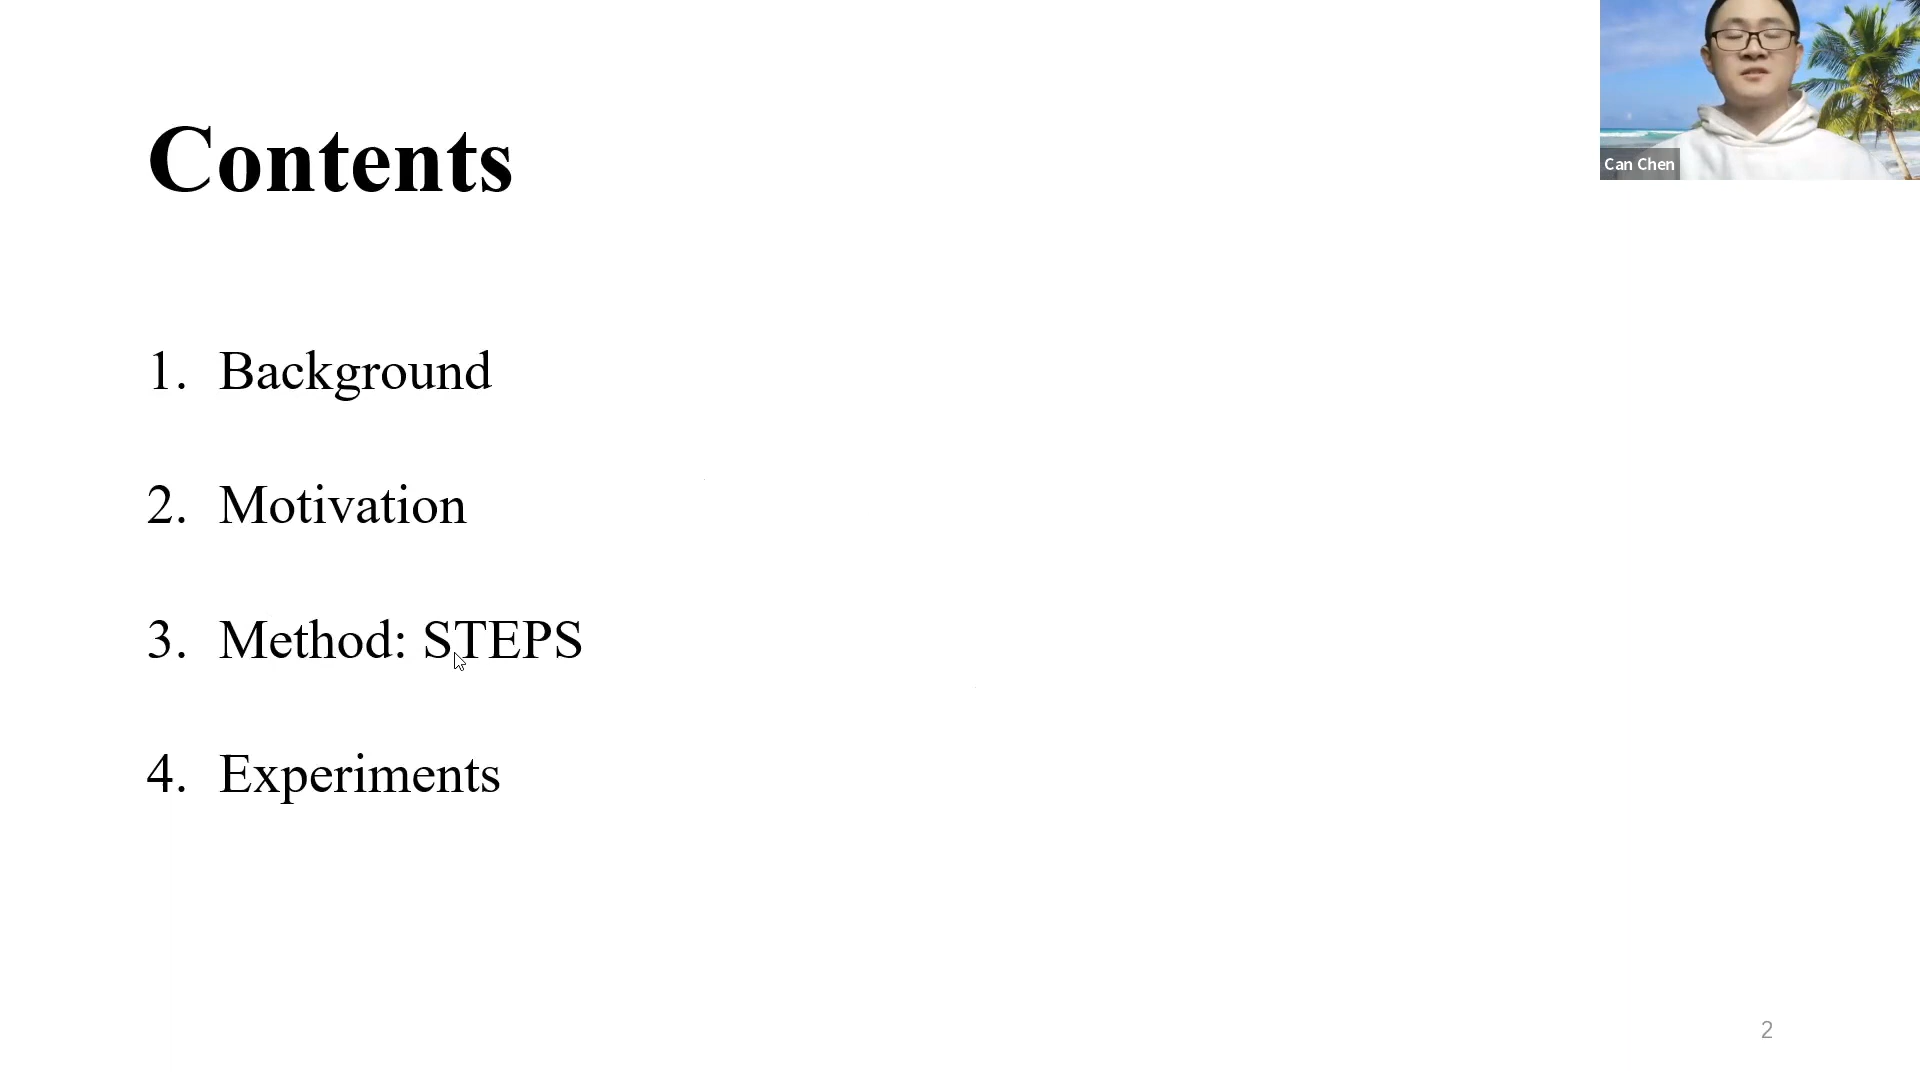 Contents
1. Background
2. Motivation
3. Method: STEPS
4. Experiments
Can Chen
2